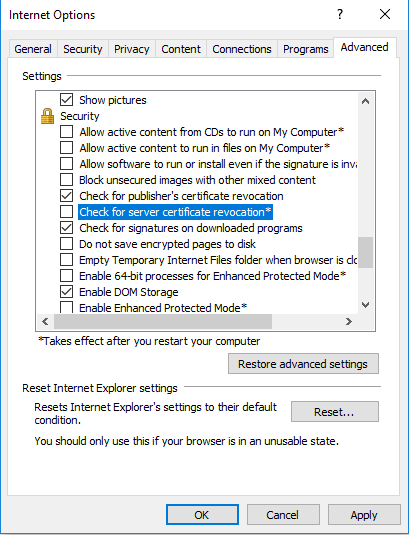 Internet Options
?
General Security Privacy Content Connections Programs Advanced
Settings
Show pictures
Security
Allow active content from CDs to run on My Computer*
Allow active content to run in files on My Computer*
Allow software to run or install even if the signature is inva
Block unsecured images with other mixed content
Check for publisher's certificate revocation
Check for server certificate revocation*
Check for signatures on downloaded programs
Do not save encrypted pages to disk
Empty Temporary Internet Files folder when browser is clo
Enable 64-bit processes for Enhanced Protected Mode*
Enable DOM Storage
Enable Enhanced Protected Mode*
*Takes effect after you restart your computer
Restore advanced settings
Reset Internet Explorer settings
Resets Internet Explorer's settings to their default
condition.
Reset...
You should only use this if your browser is in an unusable state.
OK Cancel Apply